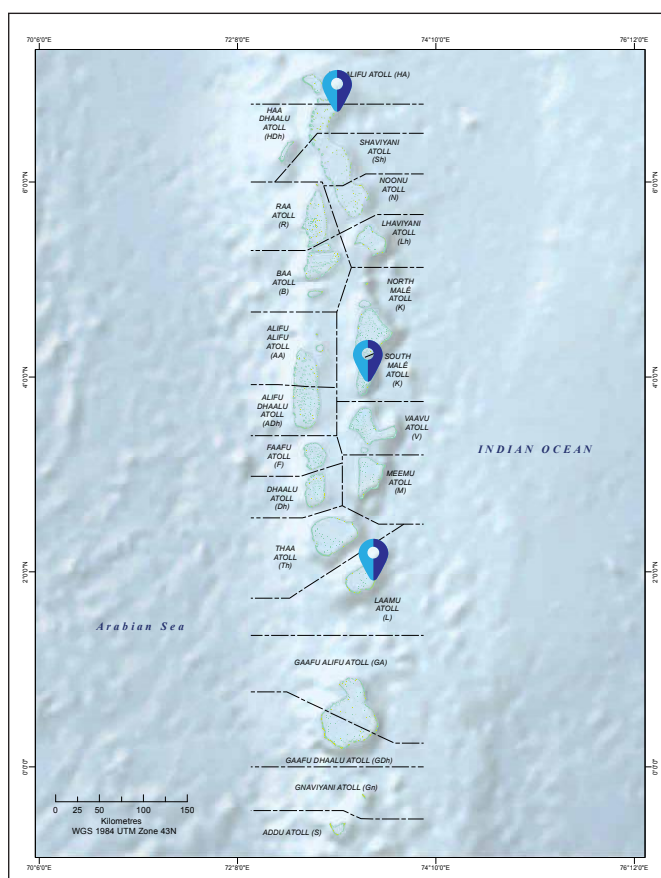 70°6'0"E
72°8'0"E
74°10'0"E
76°12'0"E
ALIFU ATOLL (HA)
HAA
DHAALU
ATOLL
(HDh)
SHAVIYANI
ATOLL
(Sh)
6°0'0"N
6°0'0"N
NOONU
ATOLL
(N)
RAA
ATOLL
(R)
LHAVIYANI
ATOLL
(Lh)
BAA
ATOLL
(B)
NORTH
MALÉ
ATOLL
(K)
ALIFU
ALIFU
ATOLL
(AA)
SOUTH
MALÉ
ATOLL
(K)
4°0'0"N
4°0'0"N
ALIFU
DHAALU
ATOLL
(ADh)
VAAVU
ATOLL
(V)
FAAFU
ATOLL
(F)
INDIAN OCEAN
MEEMU
ATOLL
(M)
DHAALU
ATOLL
(Dh)
THAA
ATOLL
(Th)
2°0'0"N
2°0'0"N
LAAMU
ATOLL
(L)
Arabian Sea
GAAFU ALIFU ATOLL (GA)
GAAFU DHAALU ATOLL (GDh)
0°0'0"
0°0'0"
GNAVIYANI ATOLL (Gn)
0 25 50 100 150
Kilometres
WGS 1984 UTM Zone 43N
ADDU ATOLL (S)
70°6'0"E
72°8'0"E
74°10'0"E
76°12'0"E